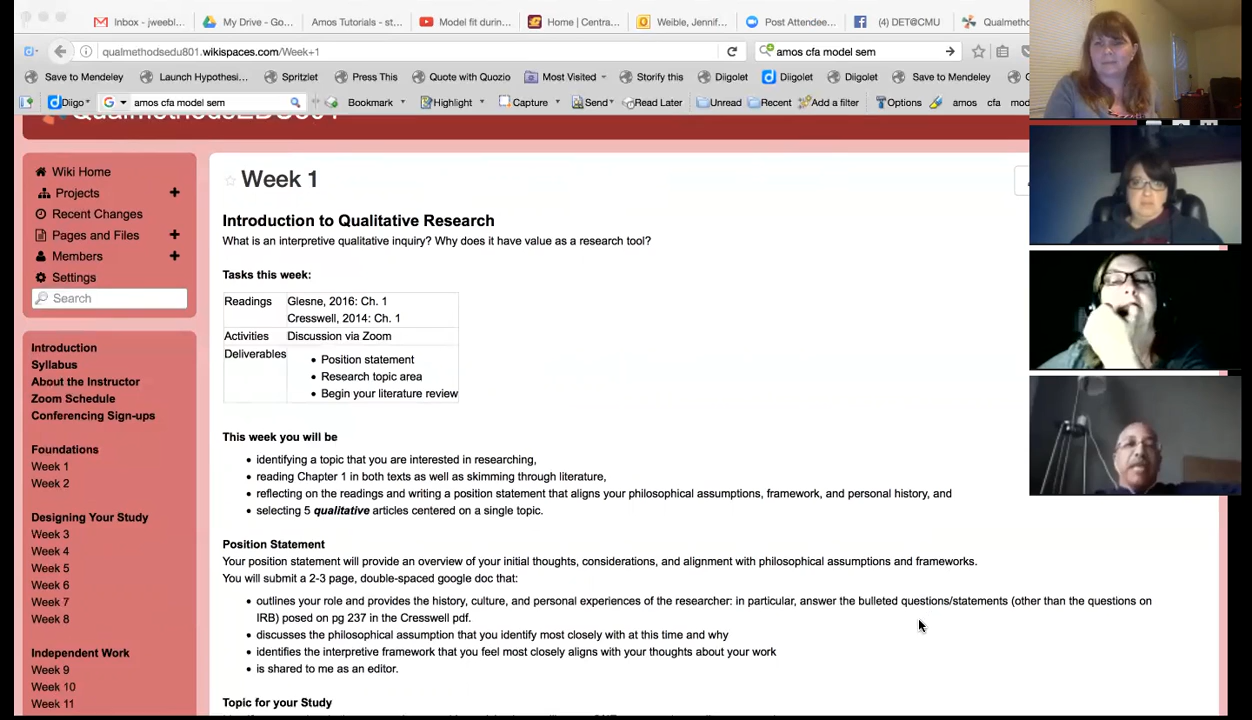 Inbox - jweebl...
My Drive - Go...
Amos Tutorials - st...
Model fit durin...
Home | Centra...
Weible, Jennif...
Post Attendee...
(4) DET@CMU
Qualmetho
qualmethodsedu801.wikispaces.com/Week+1
amos cfa model sem
Save to Mendeley
Launch Hypothesi...
Spritzlet
Press This
Quote with Quozio
Most Visited
Storify this
Diigolet
Diigolet
Diigolet
Save to Mendeley
Diigo
amos cfa model sem
Bookmark
Highlight
Capture
Send
Read Later
Unread
Recent
Add a filter
Options
amos
cfa
mod
QualmethodsEDU801
Wiki Home
Projects
Recent Changes
Pages and Files
Members
Settings
Search
Introduction
Syllabus
About the Instructor
Zoom Schedule
Conferencing Sign-ups
Foundations
Week 1
Week 2
Designing Your Study
Week 3
Week 4
Week 5
Week 6
Week 7
Week 8
Independent Work
Week 9
Week 10
Week 11
Week 1
Introduction to Qualitative Research
What is an interpretive qualitative inquiry? Why does it have value as a research tool?
Tasks this week:
Readings
Glesne, 2016: Ch. 1
Cresswell, 2014: Ch. 1
Activities
Discussion via Zoom
Deliverables
• Position statement
• Research topic area
• Begin your literature review
This week you will be
• identifying a topic that you are interested in researching,
• reading Chapter 1 in both texts as well as skimming through literature,
• reflecting on the readings and writing a position statement that aligns your philosophical assumptions, framework, and personal history, and
• selecting 5 qualitative articles centered on a single topic.
Position Statement
Your position statement will provide an overview of your initial thoughts, considerations, and alignment with philosophical assumptions and frameworks.
You will submit a 2-3 page, double-spaced google doc that:
• outlines your role and provides the history, culture, and personal experiences of the researcher: in particular, answer the bulleted questions/statements (other than the questions on
IRB) posed on pg 237 in the Cresswell pdf.
• discusses the philosophical assumption that you identify most closely with at this time and why
• identifies the interpretive framework that you feel most closely aligns with your thoughts about your work
• is shared to me as an editor.
Topic for your Study